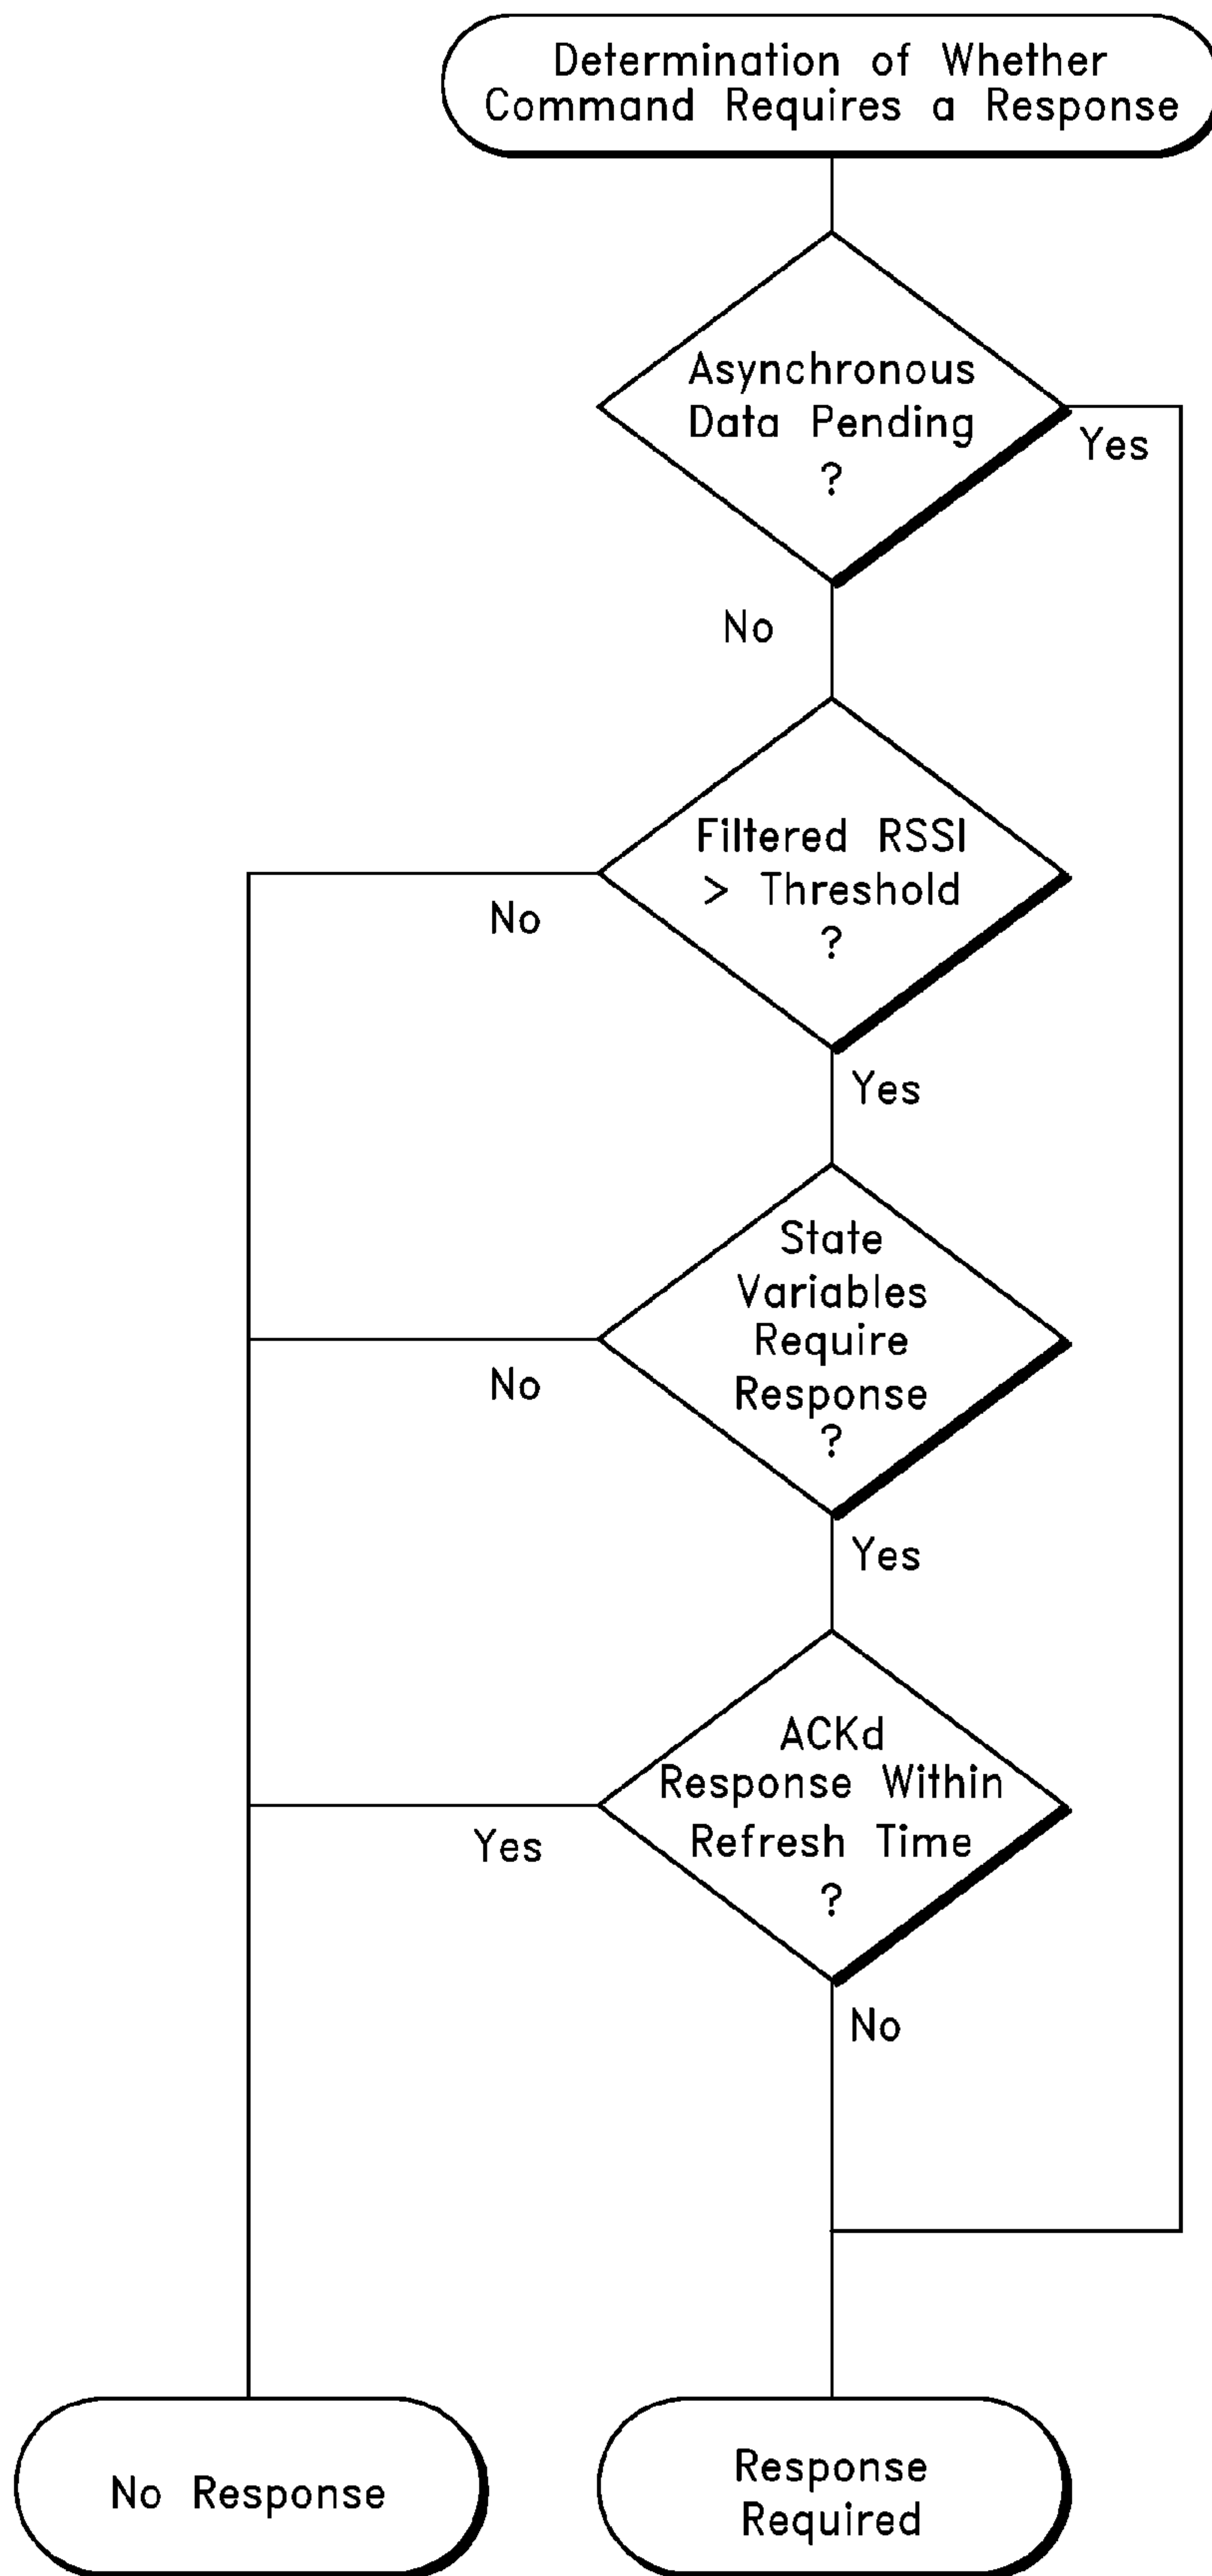 Determination of Whether
Command Requires a Response
Asynchronous
Data Pending
?
Yes
No
Filtered RSSI
> Threshold
?
No
Yes
State
Variables
Require
Response
?
No
Yes
ACKd
Response Within
Refresh Time
?
Yes
No
No Response
Response
Required